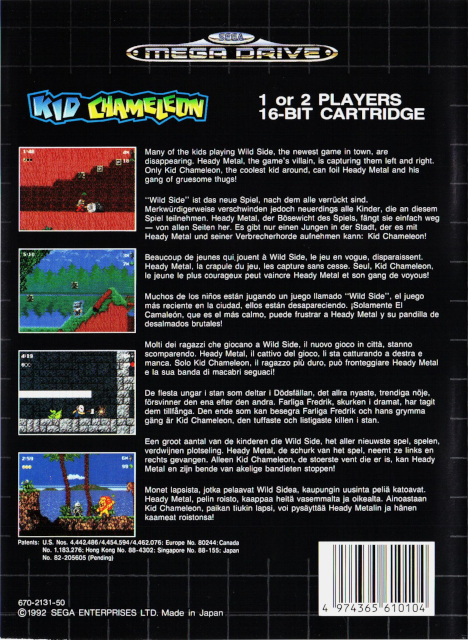 SEGA
MEGA DRIVE
KID CHAMELEON
1 or 2 PLAYERS
16-BIT CARTRIDGE
Many of the kids playing Wild Side, the newest game in town, are
disappearing. Heady Metal, the game's villain, is capturing them left and right.
Only Kid Chameleon, the coolest kid around, can foil Heady Metal and his
gang of gruesome thugs!
"Wild Side" ist das neue Spiel, nach dem alle verrückt sind.
Merkwürdigerweise verschwinden jedoch neuerdings alle Kinder, die an diesem
Spiel teilnehmen. Heady Metal, der Bösewicht des Spiels, fängt sie einfach weg
— von allen Seiten her. Es gibt nur einen Jungen in der Stadt, der es mit
Heady Metal und seiner Verbrecherhorde aufnehmen kann: Kid Chameleon!
Beaucoup de jeunes qui jouent à Wild Side, le jeu en vogue, disparaissent.
Heady Metal, la crapule du jeu, les capture sans cesse. Seul, Kid Chameleon,
le jeune le plus courageux peut vaincre Heady Metal et son gang de voyous!
Muchos de los niños están jugando un juego llamado "Wild Side", el juego
más reciente en la ciudad, ellos están desapareciendo. ¡Solamente El
Camaleón, que es el más calmo, puede frustrar a Heady Metal y su pandilla de
desalmados brutales!
Molti dei ragazzi che giocano a Wild Side, il nuovo gioco in città, stanno
scomparendo. Heady Metal, il cattivo del gioco, li sta catturando a destra e
manca. Solo Kid Chameleon, il ragazzo più duro, può fronteggiare Heady Metal
e la sua banda di macabri seguaci!
De flesta ungar i stan som deltar i Dödsfällan, det allra nyaste, trendiga nöje,
försvinner den ena efter den andra. Farliga Fredrik, skurken i dramat, har tagit
dem tillfånga. Den ende som kan besegra Farliga Fredrik och hans grymma
gäng är Kid Chameleon, den tuffaste och listigaste killen i stan.
Een groot aantal van de kinderen die Wild Side, het aller nieuwste spel, spelen,
verdwijnen ploteseling. Heady Metal, de schurk van het spel, neemt ze links en
rechts gevangen. Alleen Kid Chameleon, de stoerste vent die er is, kan Heady
Metal en zijn bende van akelige bandieten stoppen!
Monet lapsista, jotka pelaavat Wild Sidea, kaupungin uusinta peliä katoavat.
Heady Metal, pelin roisto, kaappaa heitä vasemmalta ja oikealta. Ainoastaan
Kid Chameleon, paikan tiukin lapsi, voi pysäyttää Heady Metalin ja hänen
kaameat roistonsa!
Patents: U.S. Nos. 4,442,486/4,454,594/4,462,076: Europe No. 80244: Canada
No. 1,183,276: Hong Kong No. 88-4302: Singapore No. 88-155: Japan
No. 82-205605 (Pending)
670-2131-50
©1992 SEGA ENTERPRISES LTD. Made in Japan
4 974365 610104